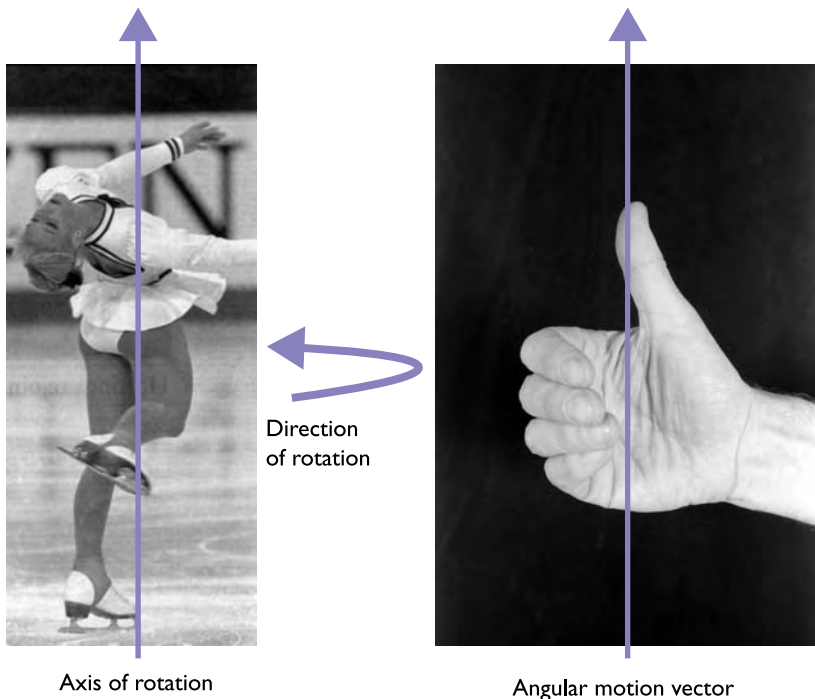 Direction
of rotation
Axis of rotation
Angular motion vector